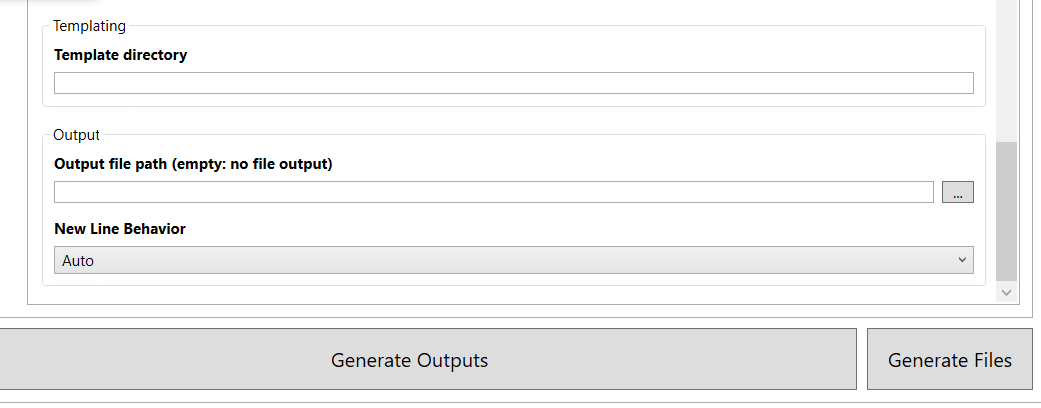 Templating
Template directory
Output
Output file path (empty: no file output)
...
New Line Behavior
Auto
Generate Outputs
Generate Files